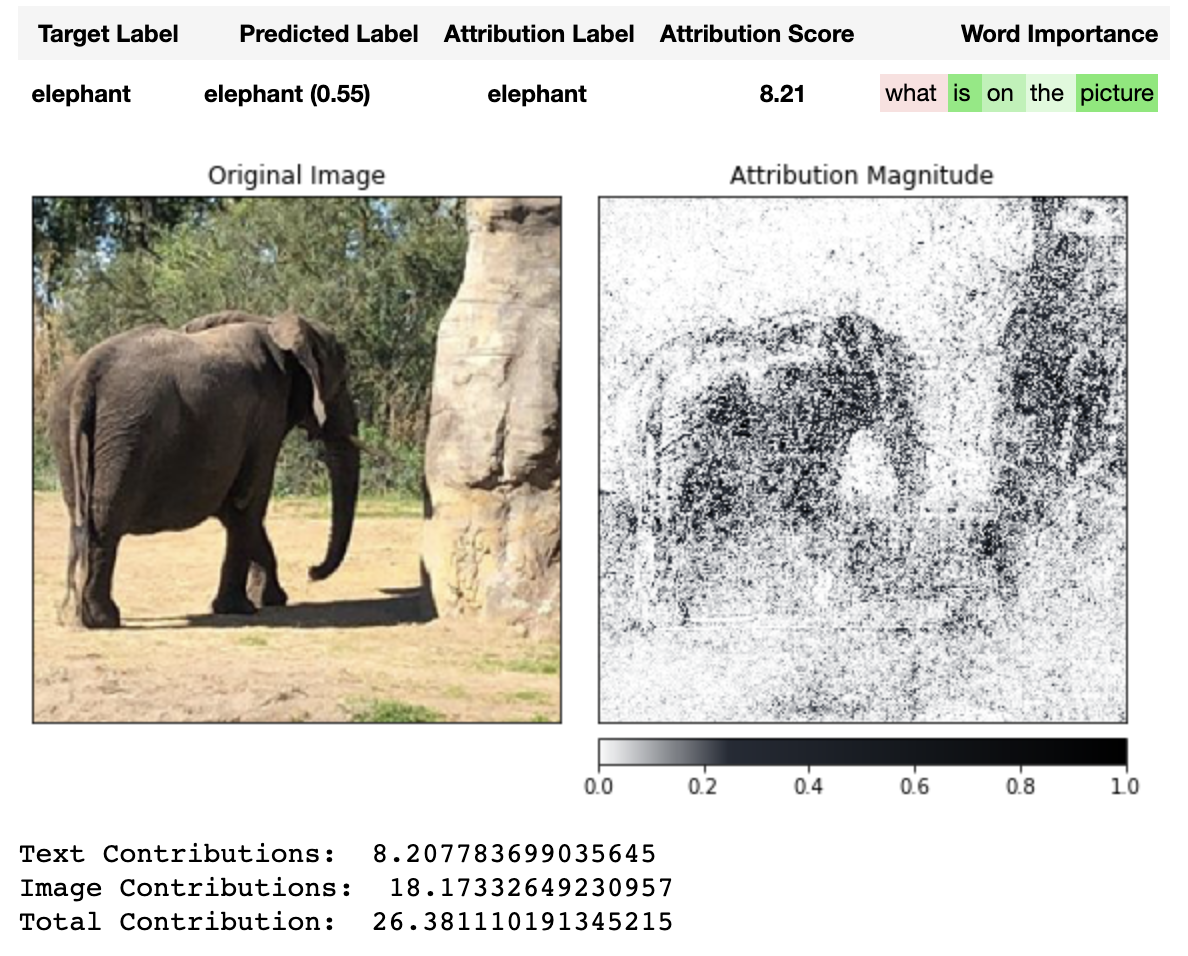 Target Label Predicted Label Attribution Label Attribution Score Word Importance
elephant elephant (0.55) elephant 8.21 what is on the picture
Original Image Attribution Magnitude
0.0 0.2 0.4 0.6 0.8 1.0
Text Contributions: 8.207783699035645
Image Contributions: 18.17332649230957
Total Contribution: 26.381110191345215